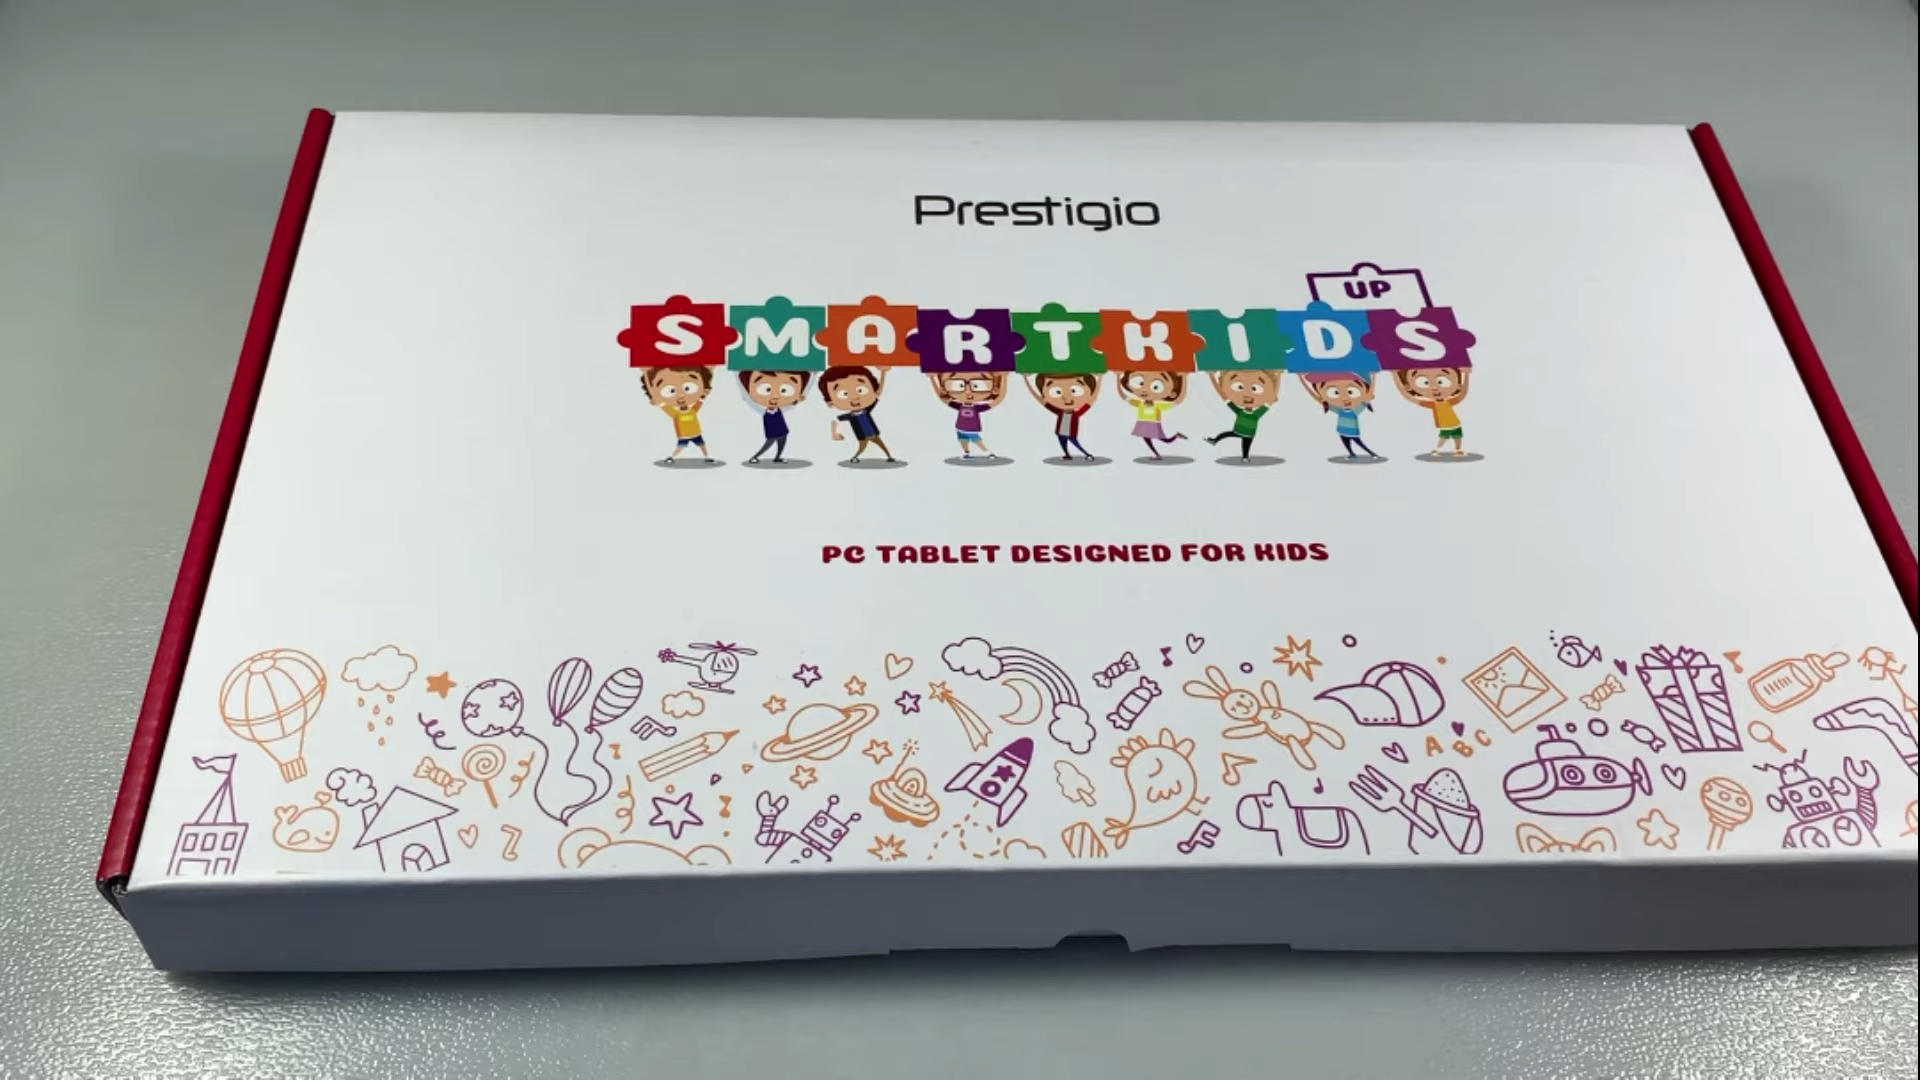 Prestigio
UP
SMARTKIDS
PC TABLET DESIGNED FOR KIDS
A B C